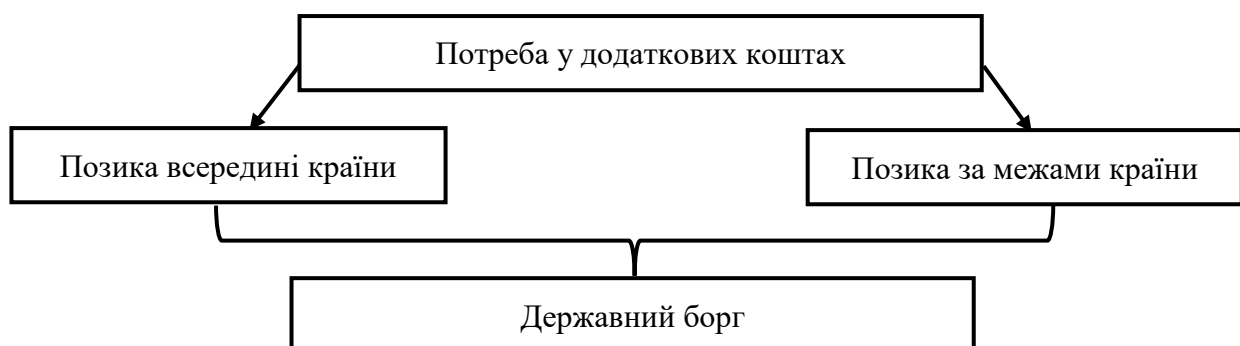 Потреба у додаткових коштах
Позика всередині країни
Позика за межами країни
Державний борг